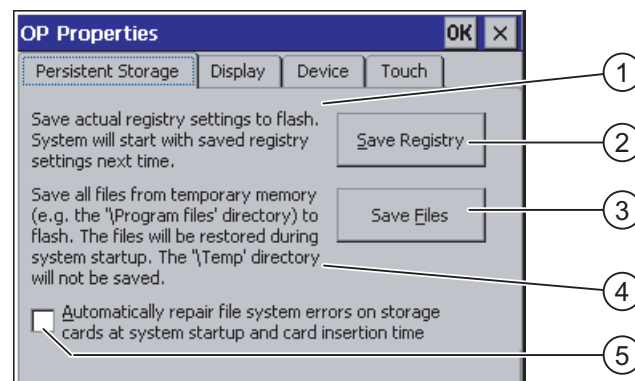 OP Properties OK ×
Persistent Storage Display Device Touch
1
Save actual registry settings to flash.
System will start with saved registry
settings next time.
Save Registry
2
Save all files from temporary memory
(e.g. the "\Program files' directory) to
flash. The files will be restored during
system startup. The "\Temp' directory
will not be saved.
Save Files
3
4
Automatically repair file system errors on storage
cards at system startup and card insertion time
5